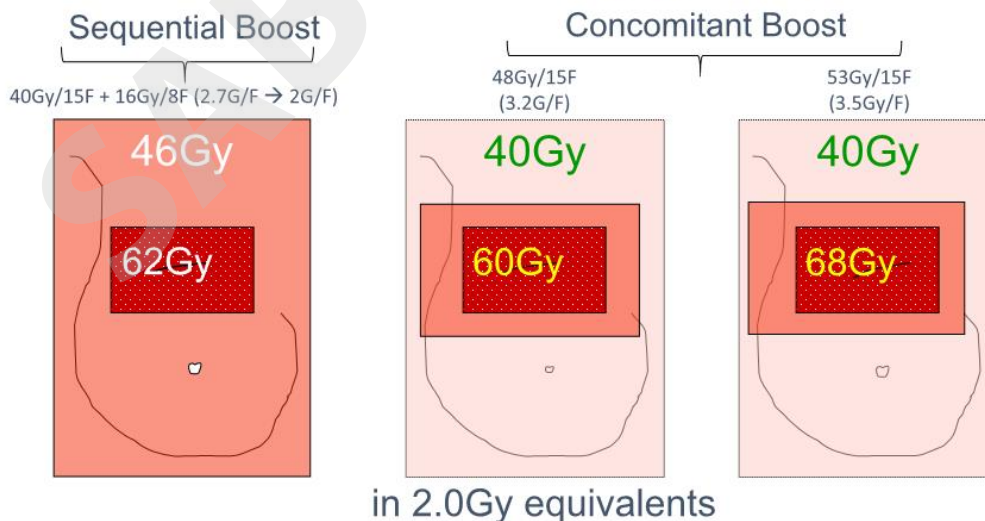 Sequential Boost
Concomitant Boost
40Gy/15F + 16Gy/8F (2.7G/F → 2G/F)
48Gy/15F
(3.2G/F)
53Gy/15F
(3.5Gy/F)
46Gy
40Gy
40Gy
62Gy
60Gy
68Gy
in 2.0Gy equivalents